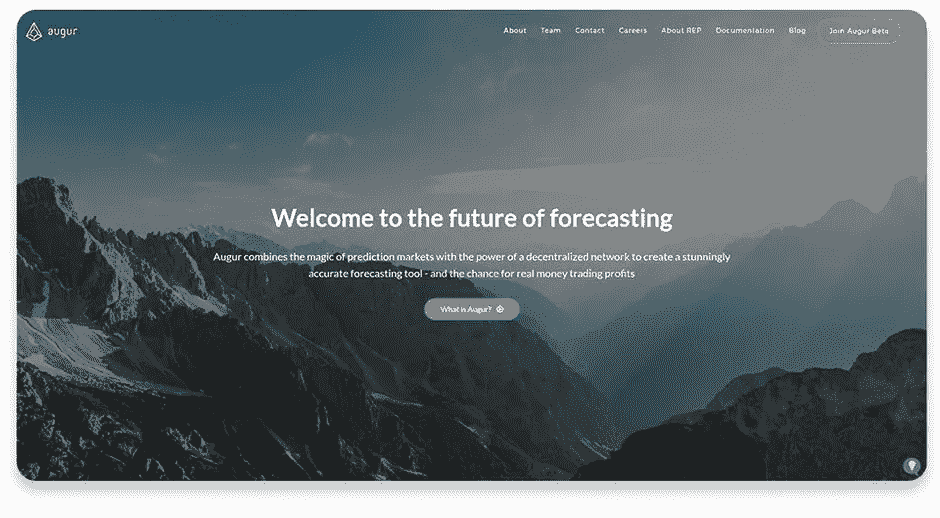 augur
About Team Contact Careers About REP Documentation Blog Join Augur Beta
Welcome to the future of forecasting
Augur combines the magic of prediction markets with the power of a decentralized network to create a stunningly
accurate forecasting tool - and the chance for real money trading profits
What is Augur?